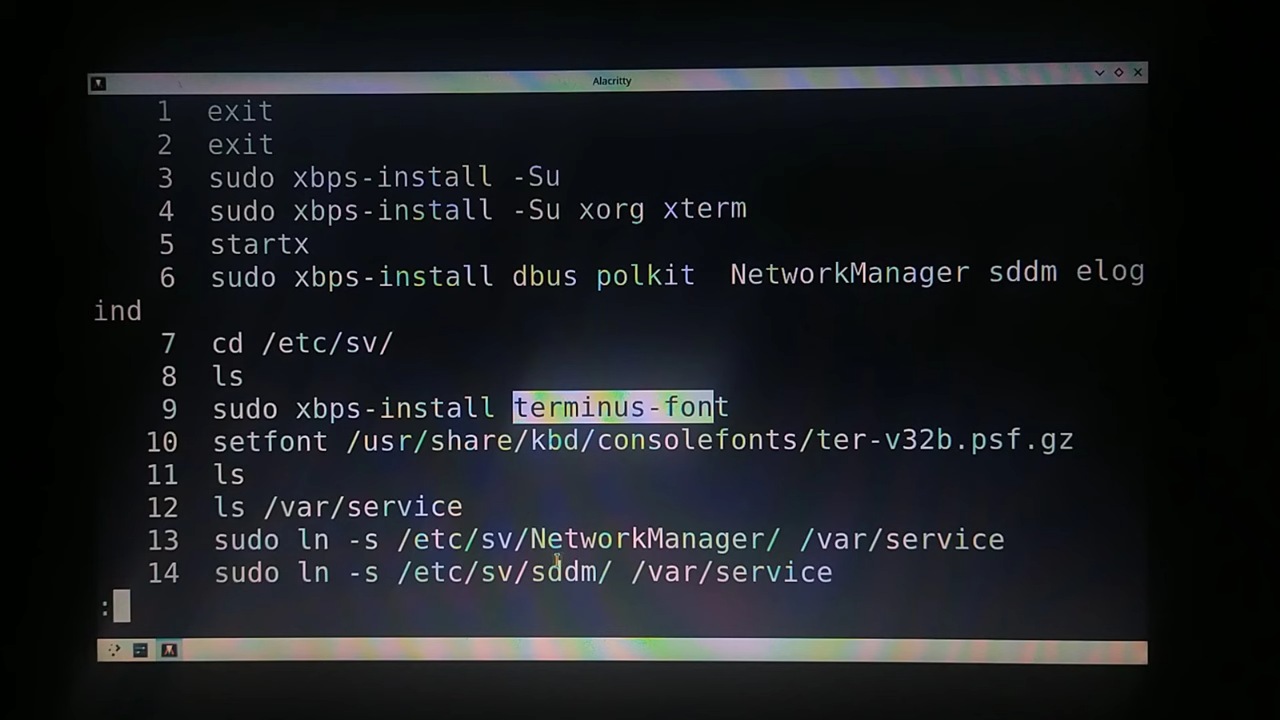 Alacritty
1 exit
2 exit
3 sudo xbps-install -Su
4 sudo xbps-install -Su xorg xterm
5 startx
6 sudo xbps-install dbus polkit  NetworkManager sddm elog
ind
7 cd /etc/sv/
8 ls
9 sudo xbps-install terminus-font
10 setfont /usr/share/kbd/consolefonts/ter-v32b.psf.gz
11 ls
12 ls /var/service
13 sudo ln -s /etc/sv/NetworkManager/ /var/service
14 sudo ln -s /etc/sv/sddm/ /var/service
: